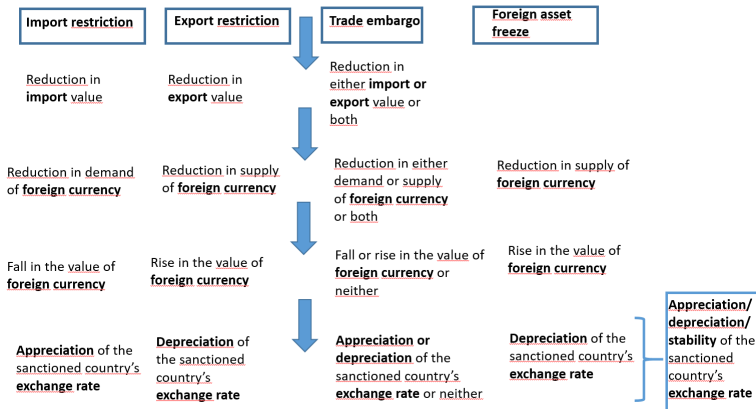 Import restriction
Export restriction
Trade embargo
Foreign asset
freeze
Reduction in
import value
Reduction in
export value
Reduction in
either import or
export value or
both
Reduction in demand
of foreign currency
Reduction in supply
of foreign currency
Reduction in either
demand or supply
of foreign currency
or both
Reduction in supply of
foreign currency
Fall in the value of
foreign currency
Rise in the value of
foreign currency
Fall or rise in the value of
foreign currency or
neither
Rise in the value of
foreign currency
Appreciation of the
sanctioned country's
exchange rate
Depreciation of
the sanctioned
country's
exchange rate
Appreciation or
depreciation of the
sanctioned country's
exchange rate or neither
Depreciation of the
sanctioned country's
exchange rate
Appreciation/
depreciation/
stability of the
sanctioned
country's
exchange rate